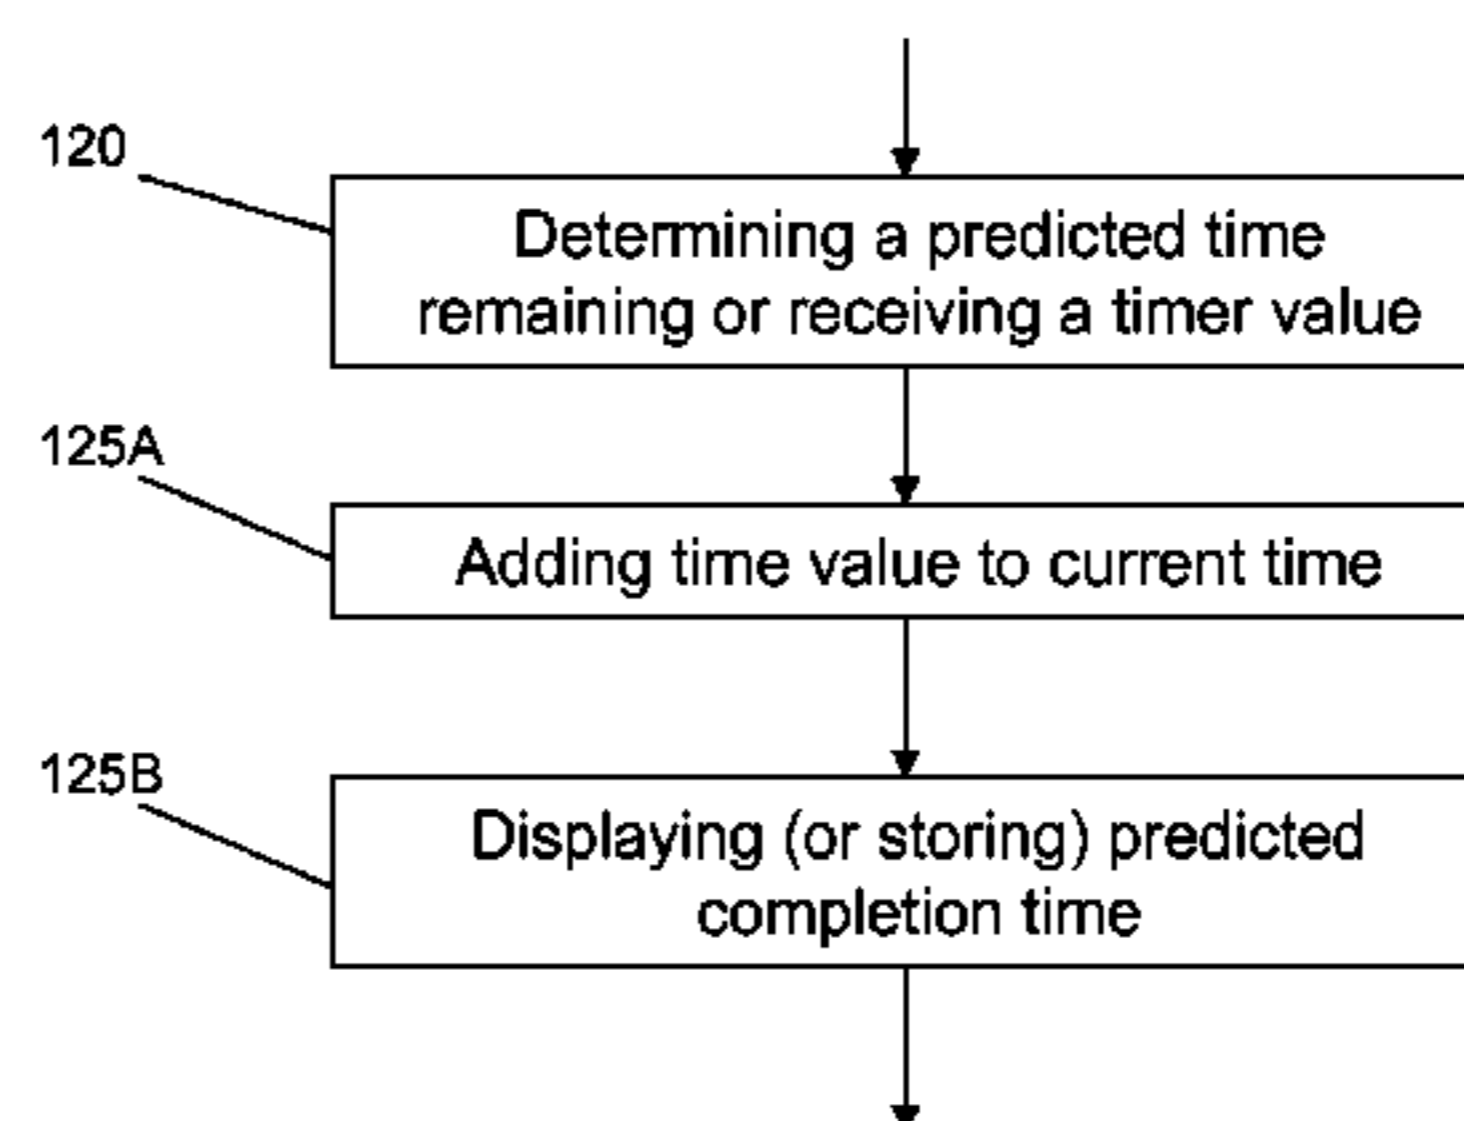 120
Determining a predicted time
remaining or receiving a timer value
125A
Adding time value to current time
125B
Displaying (or storing) predicted
completion time